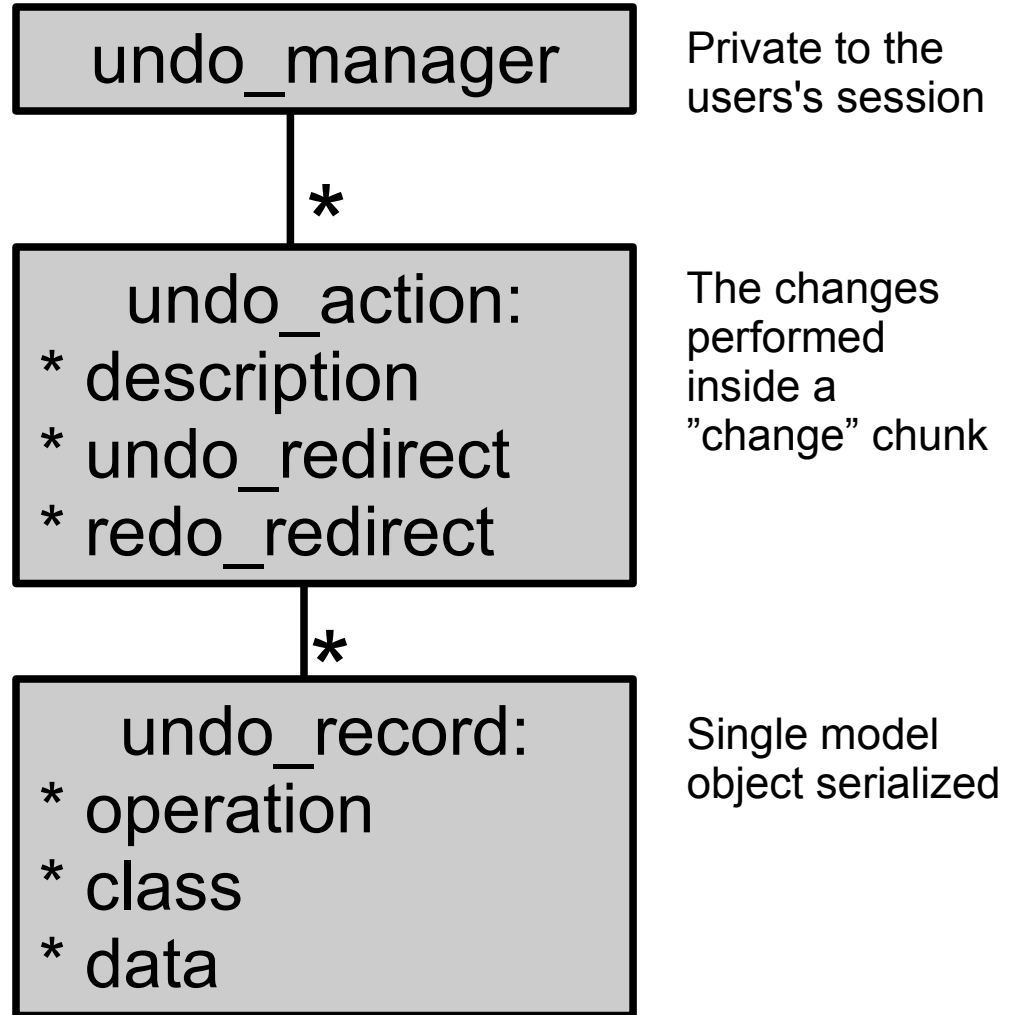 undo_manager
Private to the
users's session
*
undo_action:
* description
* undo_redirect
* redo_redirect
The changes
performed
inside a
”change” chunk
*
undo_record:
* operation
* class
* data
Single model
object serialized